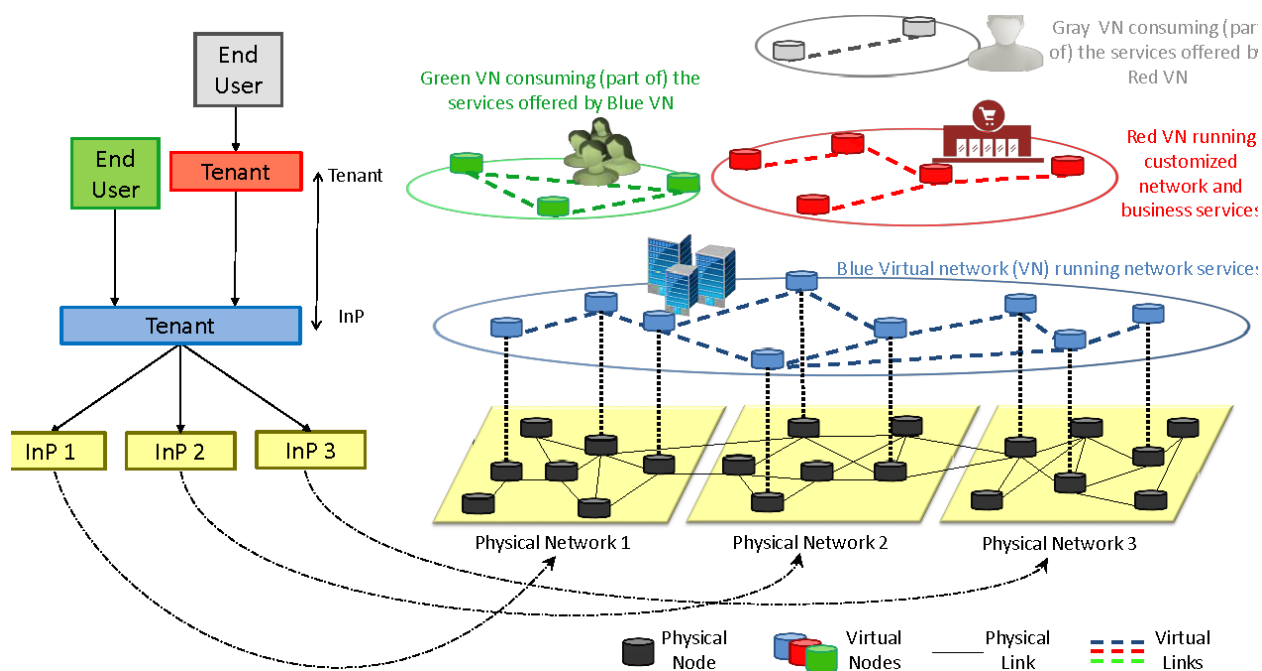 End
User
End
User
Tenant
Tenant
InP
Tenant
InP 1
InP 2
InP 3
Green VN consuming (part of) the
services offered by Blue VN
Gray VN consuming (part
of) the services offered by
Red VN
Red VN running
customized
network and
business services
Blue Virtual network (VN) running network services
Physical Network 1
Physical Network 2
Physical Network 3
Physical
Node
Virtual
Nodes
Physical
Link
Virtual
Links